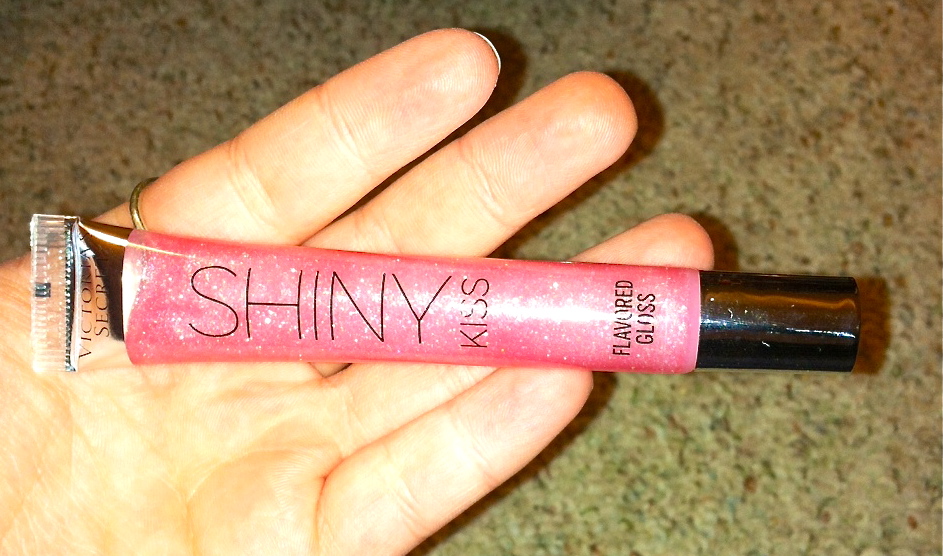 VICTORIA'S
SECRET
SHINY
KISS
FLAVORED
GLOSS